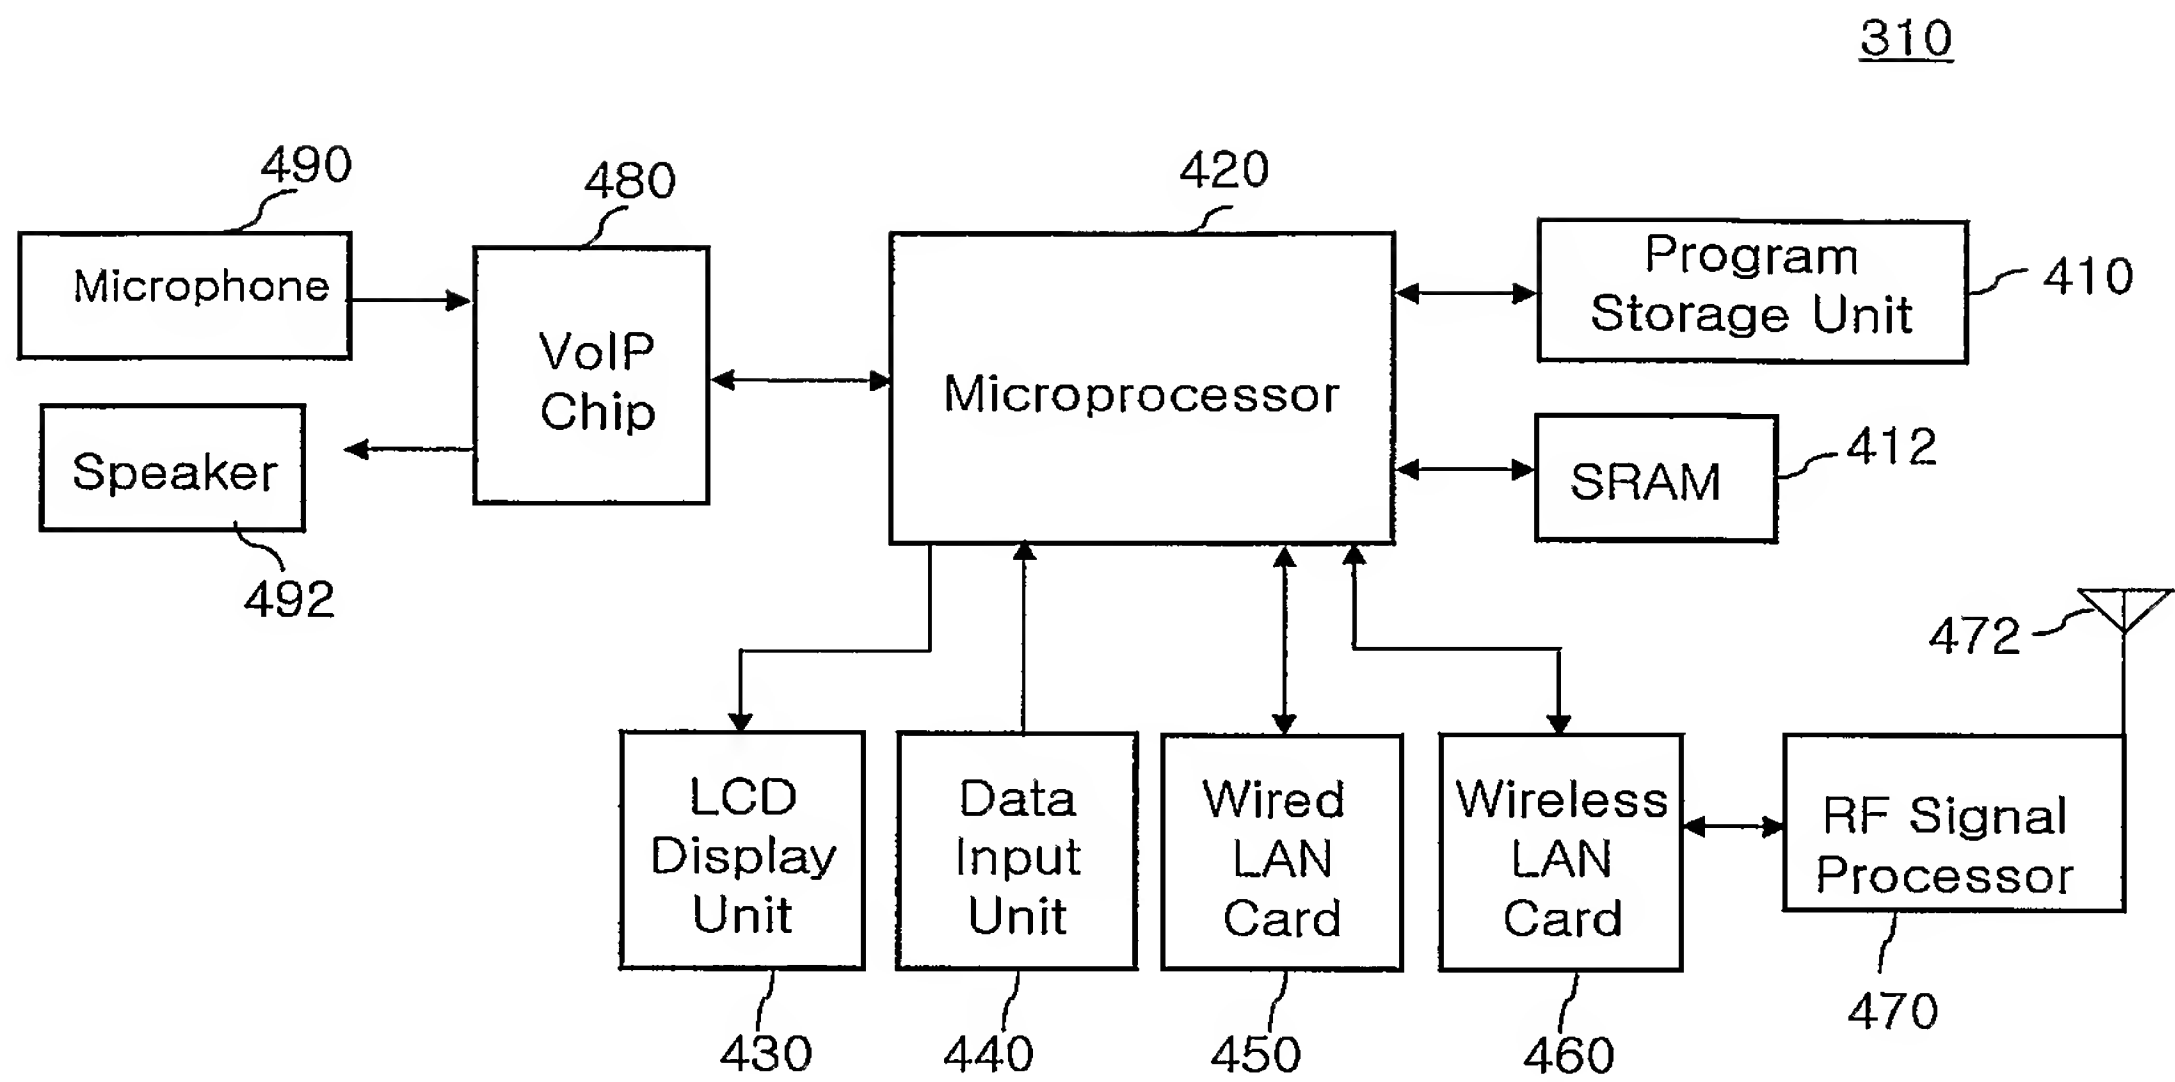 310
490
480
420
Microphone
Program
Storage Unit
410
VoIP
Chip
Microprocessor
Speaker
SRAM
412
492
472
LCD
Display
Unit
Data
Input
Unit
Wired
LAN
Card
Wireless
LAN
Card
RF Signal
Processor
430
440
450
460
470